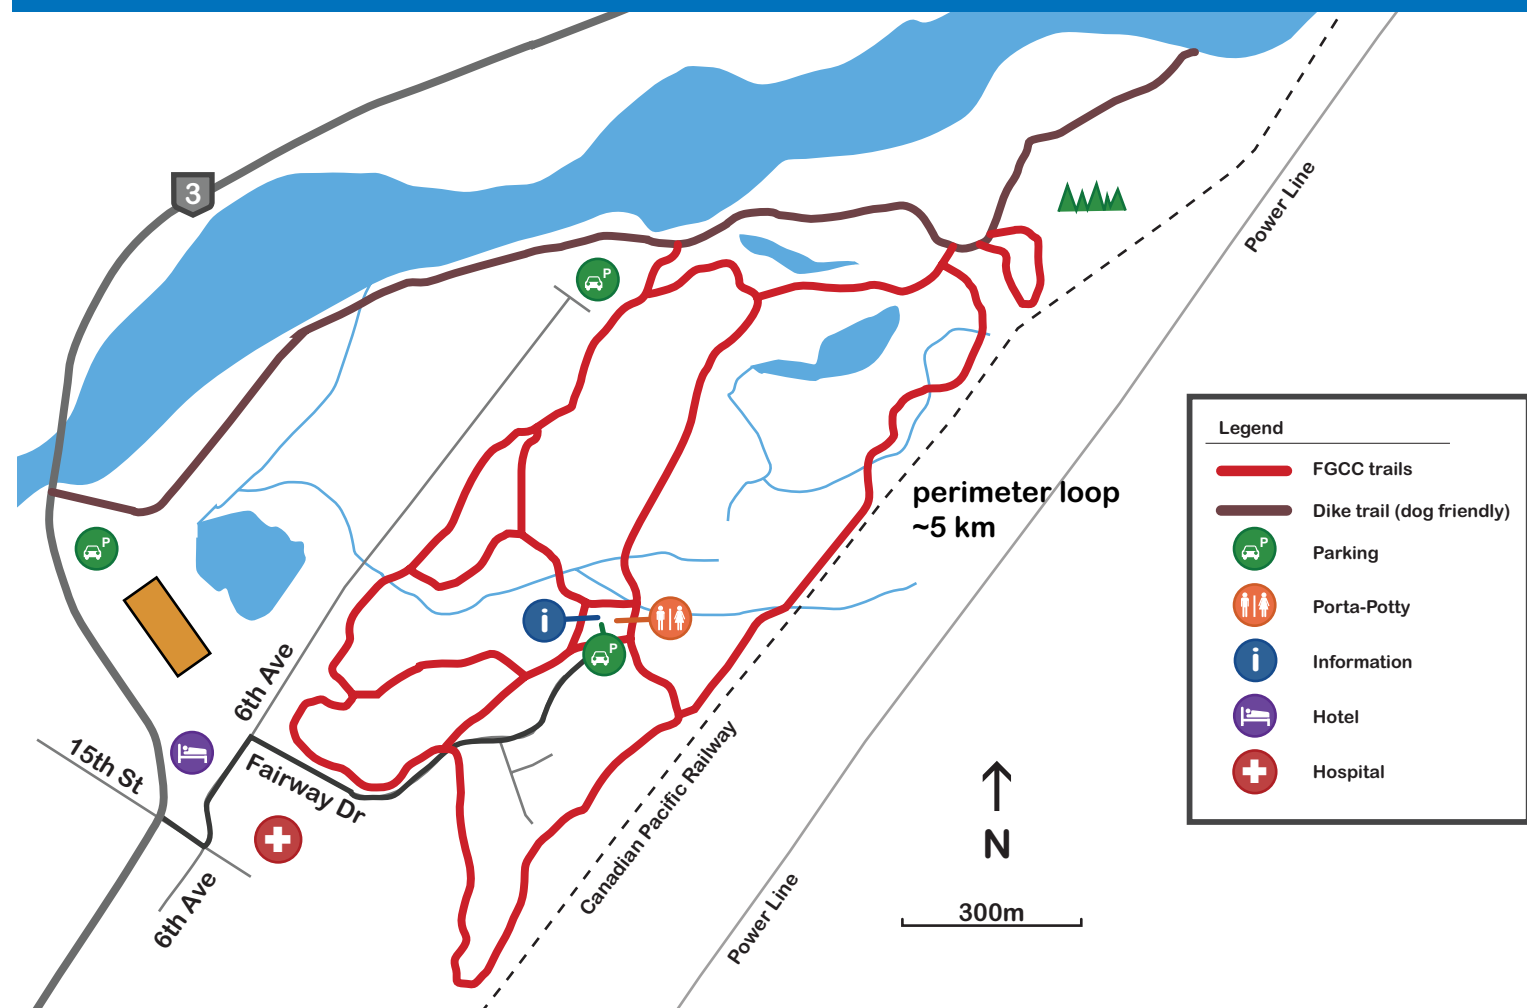 3
P
Power Line
Legend
FGCC trails
Dike trail (dog friendly)
P
Parking
Porta-Potty
i
Information
Hotel
Hospital
perimeter loop
~5 km
P
i
P
6th Ave
15th St
Fairway Dr
6th Ave
Canadian Pacific Railway
Power Line
N
300m